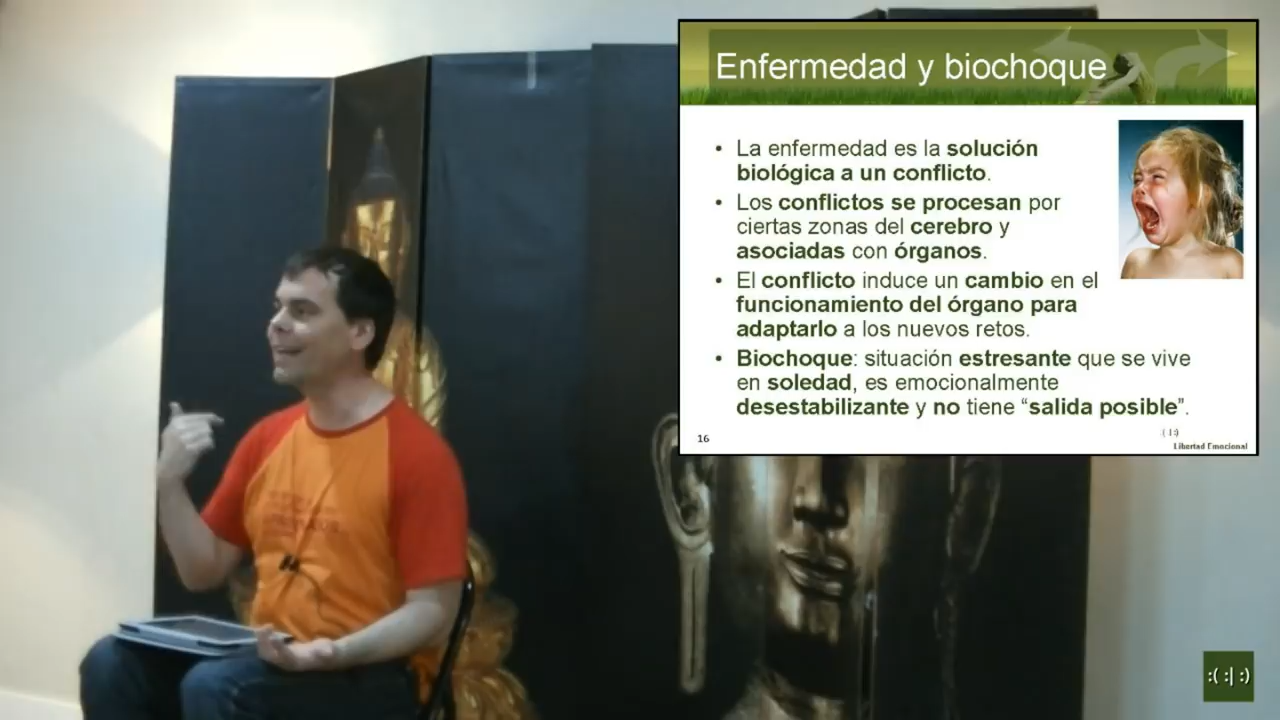 Enfermedad y biochoque
• La enfermedad es la solución
biológica a un conflicto.
• Los conflictos se procesan por
ciertas zonas del cerebro y
asociadas con órganos.
• El conflicto induce un cambio en el
funcionamiento del órgano para
adaptarlo a los nuevos retos.
• Biochoque: situación estresante que se vive
en soledad, es emocionalmente
desestabilizante y no tiene “salida posible”.
16
:( |:)
Libertad Emocional
:( :| :)